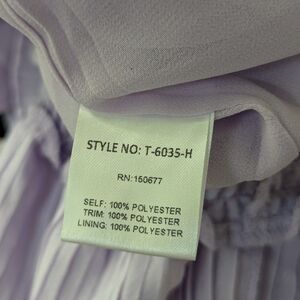 STYLE NO: T-6035-H
RN: 150677
SELF: 100% POLYESTER
TRIM: 100% POLYESTER
LINING: 100% POLYESTER